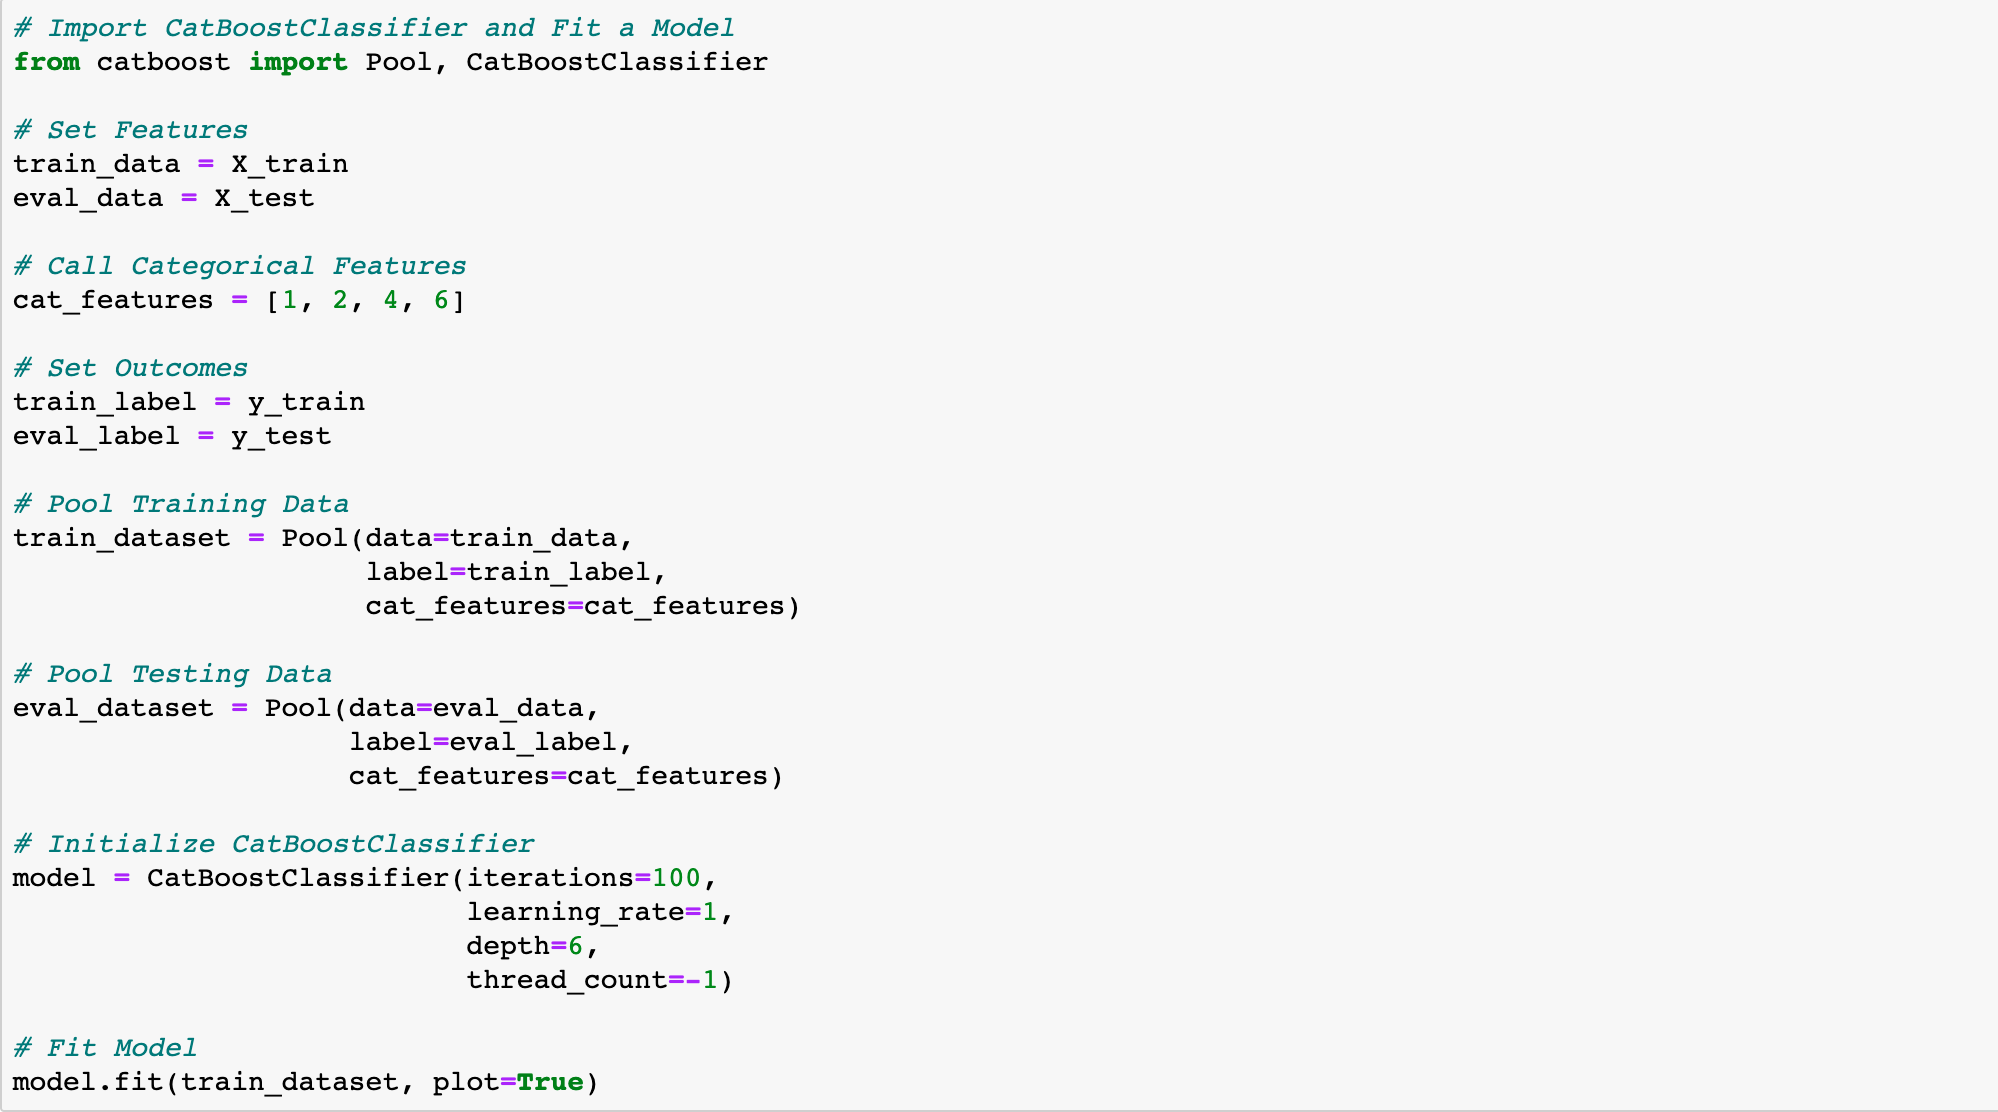 # Import CatBoostClassifier and Fit a Model
from catboost import Pool, CatBoostClassifier
# Set Features
train_data = X_train
eval_data = X_test
# Call Categorical Features
cat_features = [1, 2, 4, 6]
# Set Outcomes
train_label = y_train
eval_label = y_test
# Pool Training Data
train_dataset = Pool(data=train_data,
                     label=train_label,
                     cat_features=cat_features)
# Pool Testing Data
eval_dataset = Pool(data=eval_data,
                    label=eval_label,
                    cat_features=cat_features)
# Initialize CatBoostClassifier
model = CatBoostClassifier(iterations=100,
                           learning_rate=1,
                           depth=6,
                           thread_count=-1)
# Fit Model
model.fit(train_dataset, plot=True)